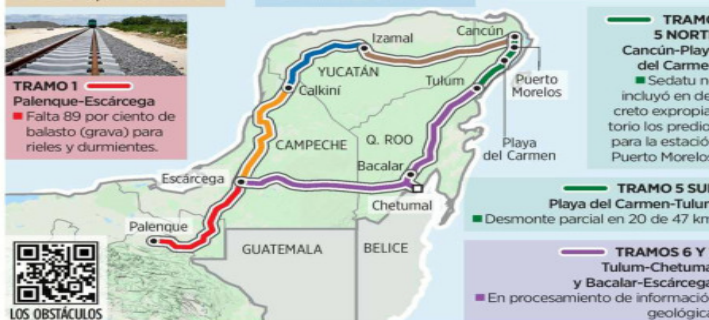 TRAMO 1
Palenque-Escárcega
Falta 89 por ciento de
balasto (grava) para
rieles y durmientes.
LOS OBSTÁCULOS
Izamal
Cancún
YUCATÁN
Calkiní
Tulum
Puerto
Morelos
CAMPECHE
Q. ROO
Playa
del Carmen
Bacalar
Escárcega
Chetumal
Palenque
GUATEMALA
BELICE
TRAMO
5 NORT
Cancún-Play
del Carme
Sedatu n
incluyó en de
creto expropia
torio los predio
para la estació
Puerto Morelos
TRAMO 5 SU
Playa del Carmen-Tulu
Desmonte parcial en 20 de 47 km
TRAMOS 6 Y
Tulum-Chetuma
y Bacalar-Escárcega
En procesamiento de informació
geológica